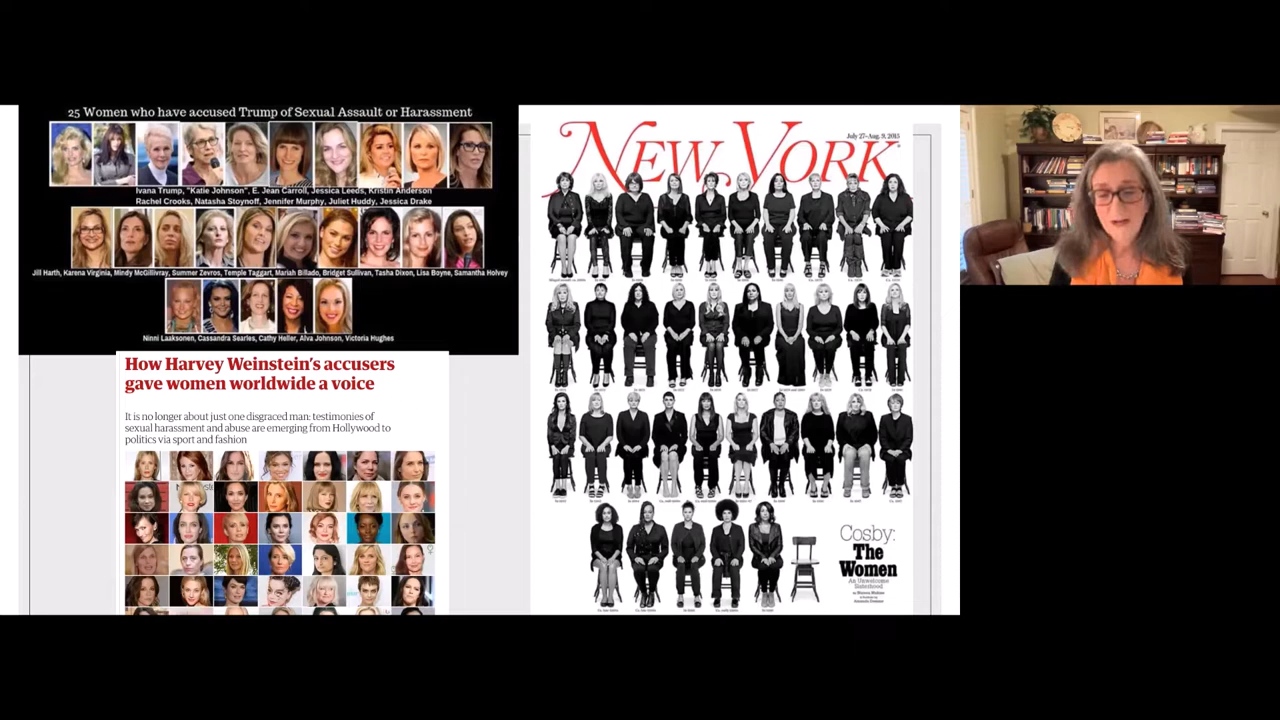 25 Women who have accused Trump of Sexual Assault or Harassment
Ivana Trump, "Katie Johnson", E. Jean Carroll, Jessica Leeds, Kristin Anderson
Rachel Crooks, Natasha Stoynoff, Jennifer Murphy, Juliet Huddy, Jessica Drake
Jill Harth, Karena Virginia, Mindy McGillivray, Summer Zervos, Temple Taggart, Mariah Billado, Bridget Sullivan, Tasha Dixon, Lisa Boyne, Samantha Holvey
Ninni Laaksonen, Cassandra Searles, Cathy Heller, Alva Johnson, Victoria Hughes
How Harvey Weinstein's accusers
gave women worldwide a voice
It is no longer about just one disgraced man: testimonies of
sexual harassment and abuse are emerging from Hollywood to
politics via sport and fashion
July 27–Aug. 9, 2015
NEW YORK
Cosby:
The
Women
An Unwelcome
Sisterhood